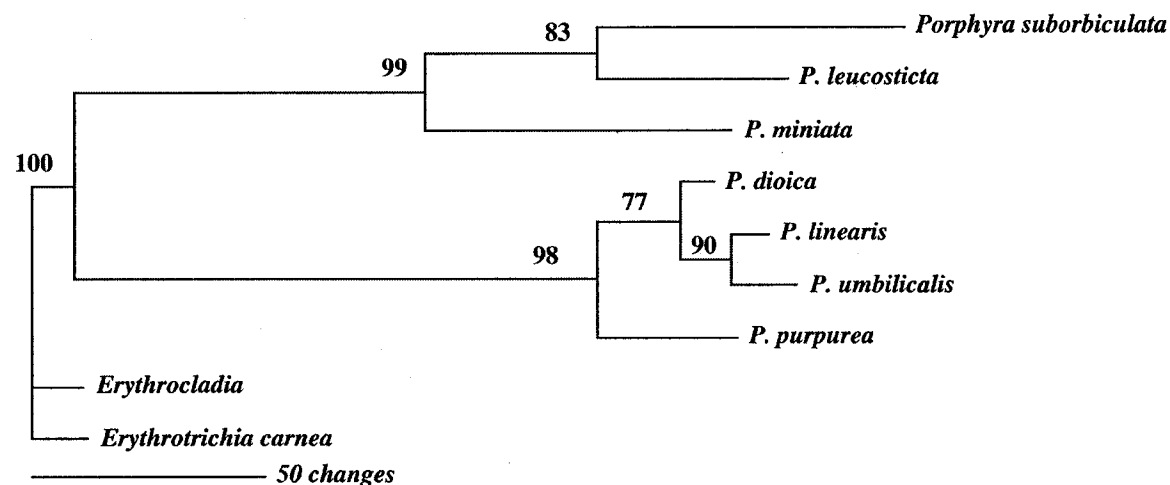 83
Porphyra suborbiculata
99
P. leucosticta
P. miniata
100
P. dioica
77
P. linearis
90
98
P. umbilicalis
P. purpurea
Erythrocladia
Erythrotrichia carnea
50 changes